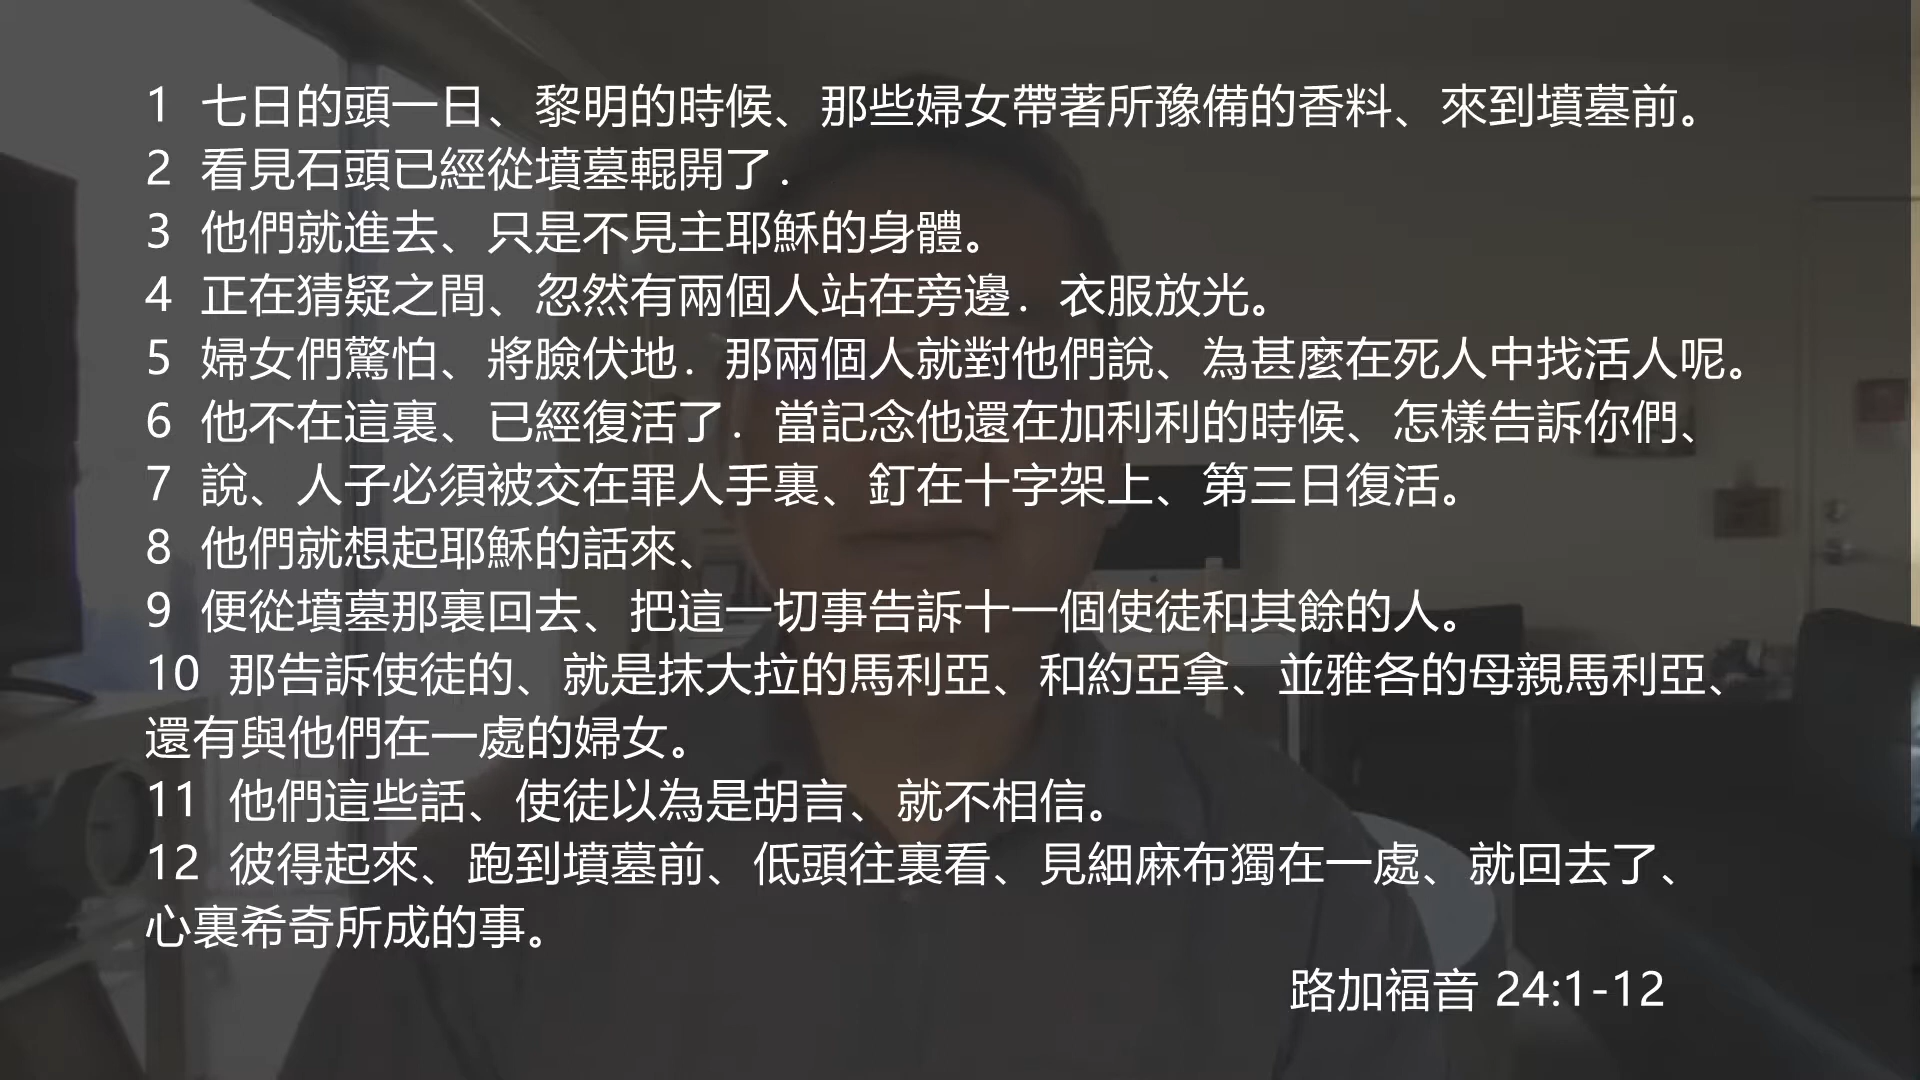 1 七日的頭一日、黎明的時候、那些婦女帶著所豫備的香料、來到墳墓前。
2 看見石頭已經從墳墓輥開了．
3 他們就進去、只是不見主耶穌的身體。
4 正在猜疑之間、忽然有兩個人站在旁邊．衣服放光。
5 婦女們驚怕、將臉伏地．那兩個人就對他們說、為甚麼在死人中找活人呢。
6 他不在這裏、已經復活了．當記念他還在加利利的時候、怎樣告訴你們、
7 說、人子必須被交在罪人手裏、釘在十字架上、第三日復活。
8 他們就想起耶穌的話來、
9 便從墳墓那裏回去、把這一切事告訴十一個使徒和其餘的人。
10 那告訴使徒的、就是抹大拉的馬利亞、和約亞拿、並雅各的母親馬利亞、
還有與他們在一處的婦女。
11 他們這些話、使徒以為是胡言、就不相信。
12 彼得起來、跑到墳墓前、低頭往裏看、見細麻布獨在一處、就回去了、
心裏希奇所成的事。
路加福音 24:1-12